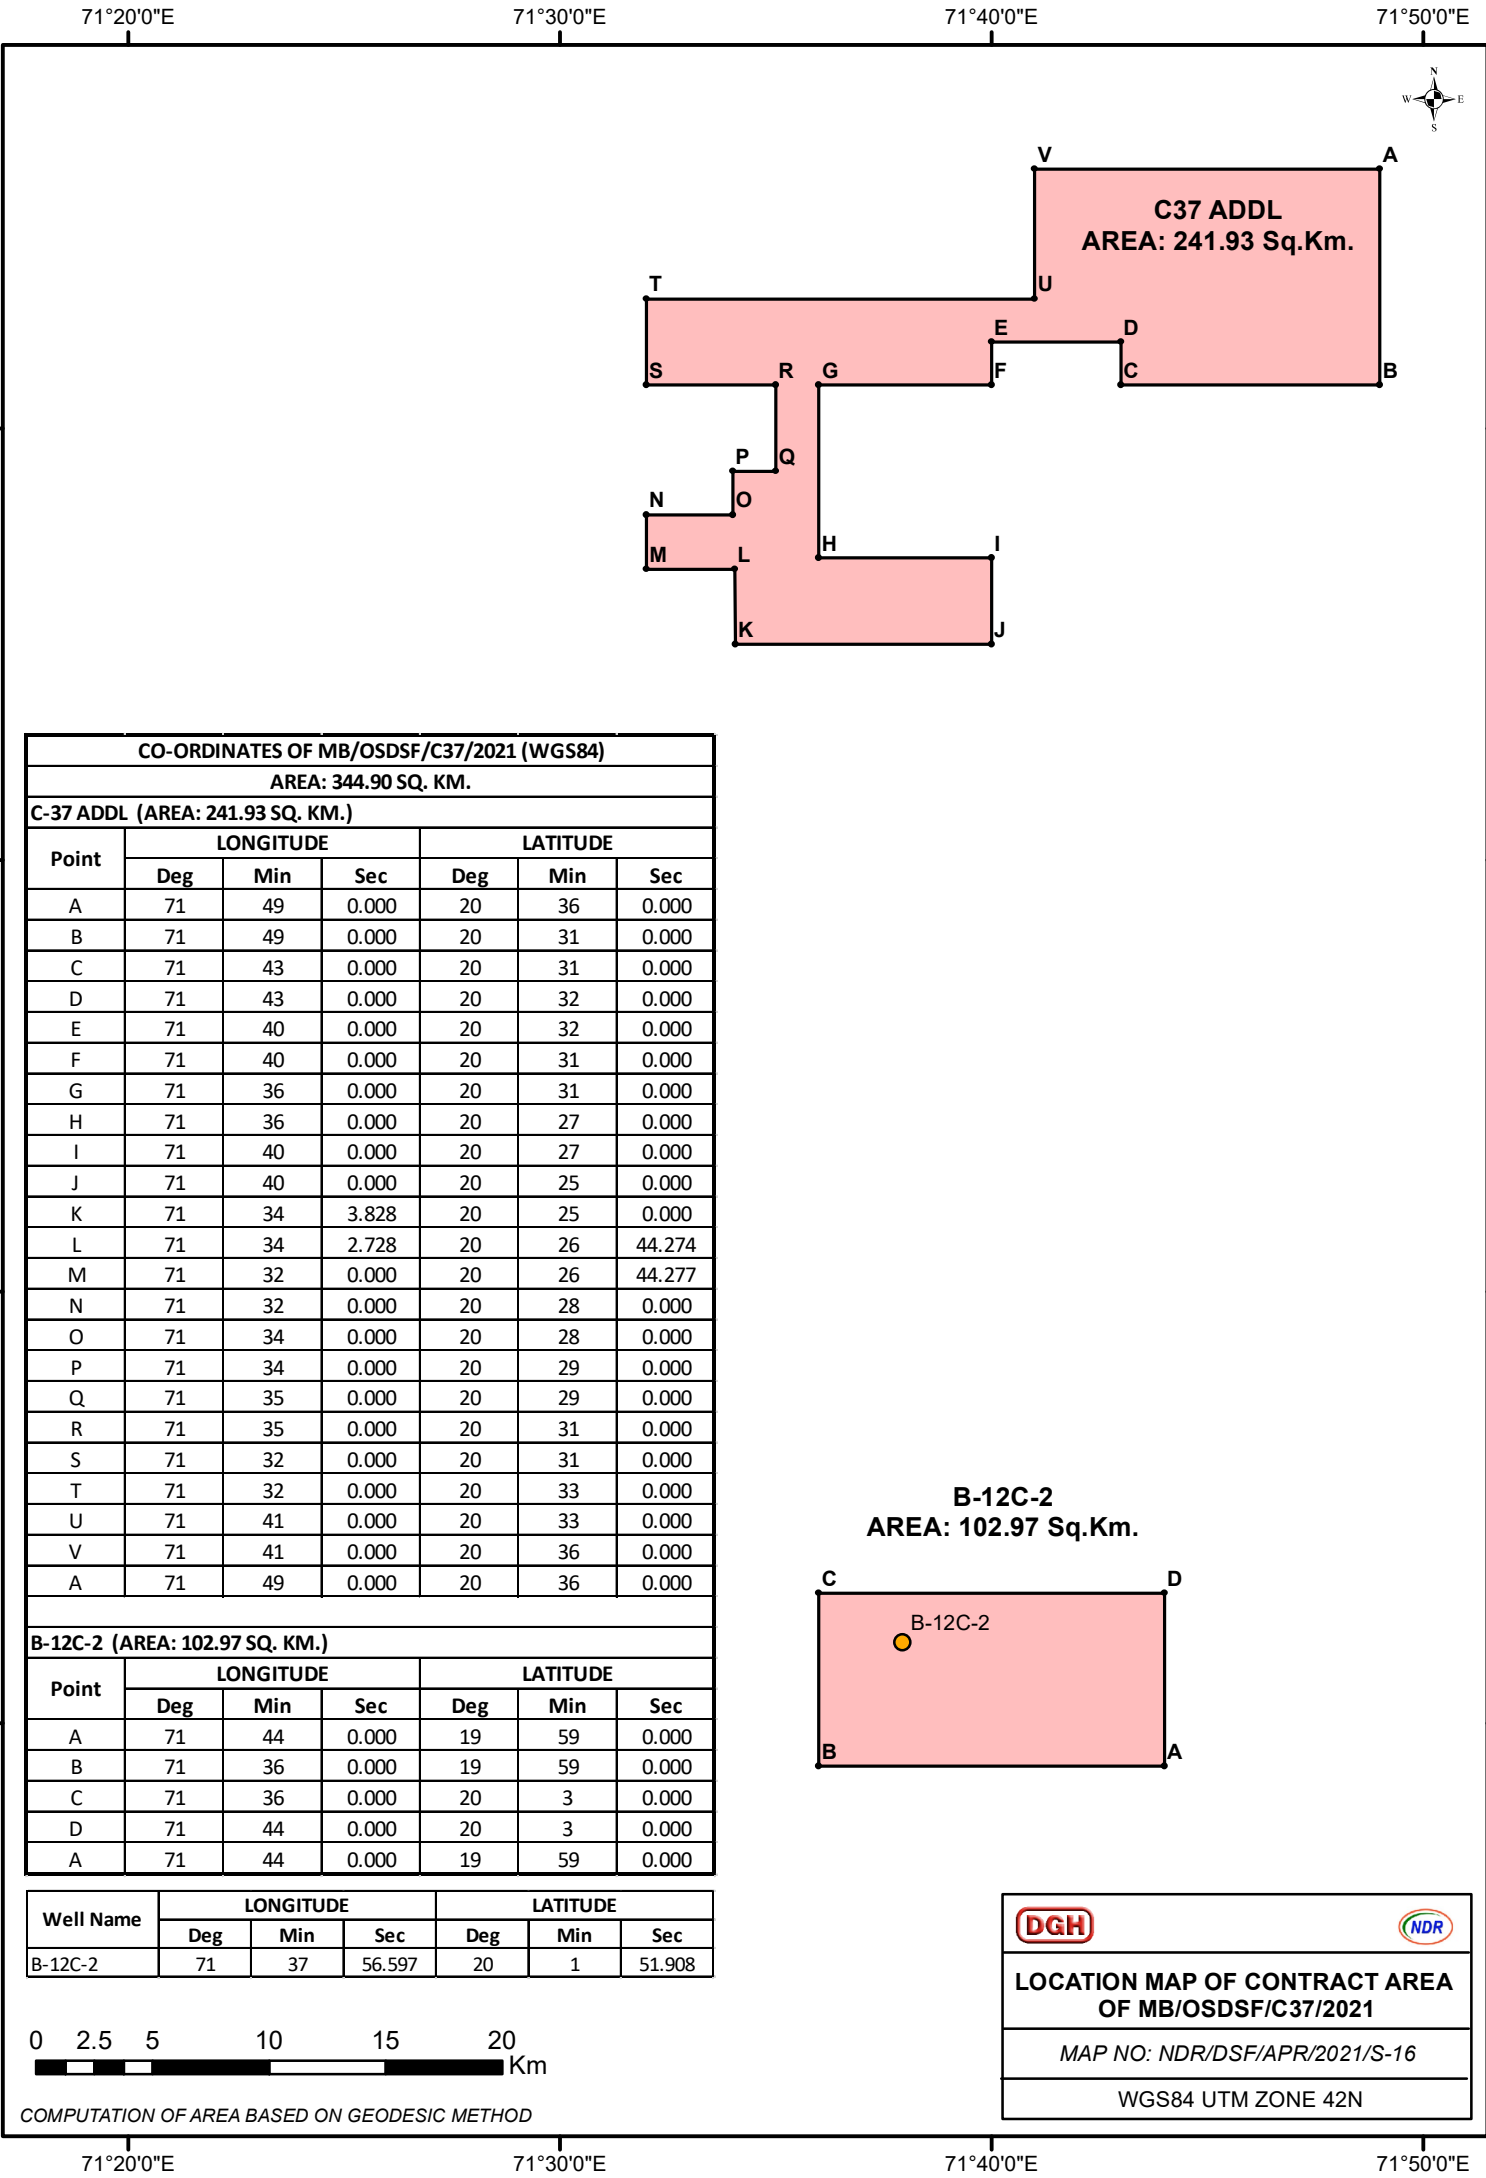 71°20'0"E 71°30'0"E 71°40'0"E 71°50'0"E
N
W E
S
V A
C37 ADDL
AREA: 241.93 Sq.Km.
T U
E D
S R G F C B
P Q
N O
H I
M L
K J
CO-ORDINATES OF MB/OSDSF/C37/2021 (WGS84)
AREA: 344.90 SQ. KM.
C-37 ADDL (AREA: 241.93 SQ. KM.)
Point LONGITUDE LATITUDE
Deg Min Sec Deg Min Sec
A 71 49 0.000 20 36 0.000
B 71 49 0.000 20 31 0.000
C 71 43 0.000 20 31 0.000
D 71 43 0.000 20 32 0.000
E 71 40 0.000 20 32 0.000
F 71 40 0.000 20 31 0.000
G 71 36 0.000 20 31 0.000
H 71 36 0.000 20 27 0.000
I 71 40 0.000 20 27 0.000
J 71 40 0.000 20 25 0.000
K 71 34 3.828 20 25 0.000
L 71 34 2.728 20 26 44.274
M 71 32 0.000 20 26 44.277
N 71 32 0.000 20 28 0.000
O 71 34 0.000 20 28 0.000
P 71 34 0.000 20 29 0.000
Q 71 35 0.000 20 29 0.000
R 71 35 0.000 20 31 0.000
S 71 32 0.000 20 31 0.000
T 71 32 0.000 20 33 0.000
U 71 41 0.000 20 33 0.000
V 71 41 0.000 20 36 0.000
A 71 49 0.000 20 36 0.000
B-12C-2 (AREA: 102.97 SQ. KM.)
Point LONGITUDE LATITUDE
Deg Min Sec Deg Min Sec
A 71 44 0.000 19 59 0.000
B 71 36 0.000 19 59 0.000
C 71 36 0.000 20 3 0.000
D 71 44 0.000 20 3 0.000
A 71 44 0.000 19 59 0.000
Well Name LONGITUDE LATITUDE
Deg Min Sec Deg Min Sec
B-12C-2 71 37 56.597 20 1 51.908
B-12C-2
AREA: 102.97 Sq.Km.
C D
B-12C-2
B A
0 2.5 5 10 15 20
Km
COMPUTATION OF AREA BASED ON GEODESIC METHOD
DGH NDR
LOCATION MAP OF CONTRACT AREA
OF MB/OSDSF/C37/2021
MAP NO: NDR/DSF/APR/2021/S-16
WGS84 UTM ZONE 42N
71°20'0"E 71°30'0"E 71°40'0"E 71°50'0"E